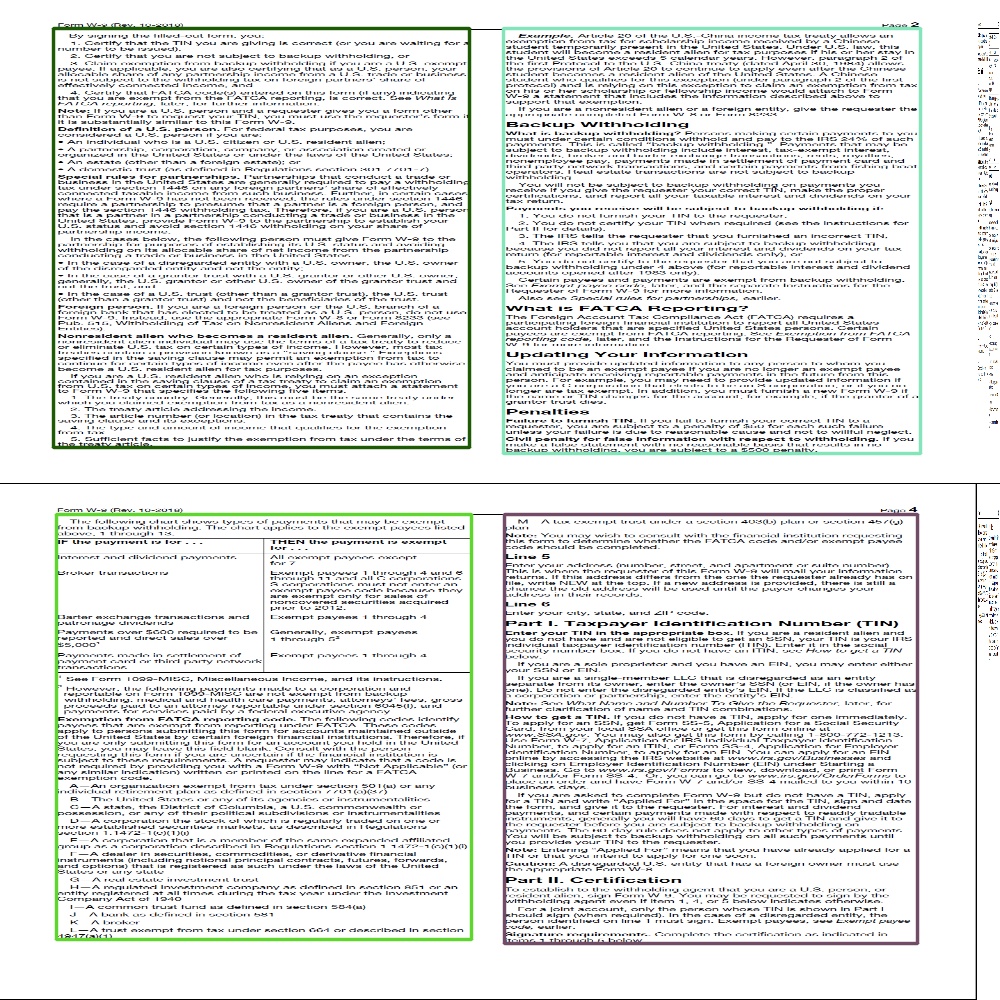 Form W-9 (Rev. 10-2018)
Page 2
By signing the filled-out form, you:
1. Certify that the TIN you are giving is correct (or you are waiting for a
number to be issued),
2. Certify that you are not subject to backup withholding, or
3. Claim exemption from backup withholding if you are a U.S. exempt
payee. If applicable, you are also certifying that as a U.S. person, your
allocable share of any partnership income from a U.S. trade or business
is not subject to the withholding tax on foreign partners' share of
effectively connected income, and
4. Certify that FATCA code(s) entered on this form (if any) indicating
that you are exempt from the FATCA reporting, is correct. See What is
FATCA reporting, later, for further information.
Note: If you are a U.S. person and a requester gives you a form other
than Form W-9 to request your TIN, you must use the requester's form if
it is substantially similar to this Form W-9.
Definition of a U.S. person. For federal tax purposes, you are
considered a U.S. person if you are:
• An individual who is a U.S. citizen or U.S. resident alien;
• A partnership, corporation, company, or association created or
organized in the United States or under the laws of the United States;
• An estate (other than a foreign estate); or
• A domestic trust (as defined in Regulations section 301.7701-7).
Special rules for partnerships. Partnerships that conduct a trade or
business in the United States are generally required to pay a withholding
tax under section 1446 on any foreign partners' share of effectively
connected taxable income from such business. Further, in certain cases
where a Form W-9 has not been received, the rules under section 1446
require a partnership to presume that a partner is a foreign person, and
pay the section 1446 withholding tax. Therefore, if you are a U.S. person
that is a partner in a partnership conducting a trade or business in the
United States, provide Form W-9 to the partnership to establish your
U.S. status and avoid section 1446 withholding on your share of
partnership income.
In the cases below, the following person must give Form W-9 to the
partnership for purposes of establishing its U.S. status and avoiding
withholding on its allocable share of net income from the partnership
conducting a trade or business in the United States:
• In the case of a disregarded entity with a U.S. owner, the U.S. owner
of the disregarded entity and not the entity;
• In the case of a grantor trust with a U.S. grantor or other U.S. owner,
generally, the U.S. grantor or other U.S. owner of the grantor trust and
not the trust; and
• In the case of a U.S. trust (other than a grantor trust), the U.S. trust
(other than a grantor trust) and not the beneficiaries of the trust.
Foreign person. If you are a foreign person or the U.S. branch of a
foreign bank that has elected to be treated as a U.S. person, do not use
Form W-9. Instead, use the appropriate Form W-8 or Form 8233 (see
Pub. 515, Withholding of Tax on Nonresident Aliens and Foreign
Entities).
Nonresident alien who becomes a resident alien. Generally, only a
nonresident alien individual may use the terms of a tax treaty to reduce
or eliminate U.S. tax on certain types of income. However, most tax
treaties contain a provision known as a "saving clause." Exceptions
specified in the saving clause may permit an exemption from tax to
continue for certain types of income even after the payee has otherwise
become a U.S. resident alien for tax purposes.
If you are a U.S. resident alien who is relying on an exception
contained in the saving clause of a tax treaty to claim an exemption
from U.S. tax on certain types of income, you must attach a statement
to Form W-9 that specifies the following five items:
1. The treaty country. Generally, this must be the same treaty under
which you claimed exemption from tax as a nonresident alien.
2. The treaty article addressing the income.
3. The article number (or location) in the tax treaty that contains the
saving clause and its exceptions.
4. The type and amount of income that qualifies for the exemption
from tax.
5. Sufficient facts to justify the exemption from tax under the terms of
the treaty article.
Example. Article 20 of the U.S.-China income tax treaty allows an
exemption from tax for scholarship income received by a Chinese
student temporarily present in the United States. Under U.S. law, this
student will become a resident alien for tax purposes if his or her stay in
the United States exceeds 5 calendar years. However, paragraph 2 of
the first Protocol to the U.S.-China treaty (dated April 30, 1984) allows
the provisions of Article 20 to continue to apply even after the Chinese
student becomes a resident alien of the United States. A Chinese
student who qualifies for this exception (under paragraph 2 of the first
protocol) and is relying on this exception to claim an exemption from tax
on his or her scholarship or fellowship income would attach to Form
W-9 a statement that includes the information described above to
support that exemption.
If you are a nonresident alien or a foreign entity, give the requester the
appropriate completed Form W-8 or Form 8233.
Backup Withholding
What is backup withholding? Persons making certain payments to you
must under certain conditions withhold and pay to the IRS 24% of such
payments. This is called "backup withholding." Payments that may be
subject to backup withholding include interest, tax-exempt interest,
dividends, broker and barter exchange transactions, rents, royalties,
nonemployee pay, payments made in settlement of payment card and
third party network transactions, and certain payments from fishing boat
operators. Real estate transactions are not subject to backup
withholding.
You will not be subject to backup withholding on payments you
receive if you give the requester your correct TIN, make the proper
certifications, and report all your taxable interest and dividends on your
tax return.
Payments you receive will be subject to backup withholding if:
1. You do not furnish your TIN to the requester,
2. You do not certify your TIN when required (see the instructions for
Part II for details),
3. The IRS tells the requester that you furnished an incorrect TIN,
4. The IRS tells you that you are subject to backup withholding
because you did not report all your interest and dividends on your tax
return (for reportable interest and dividends only), or
5. You do not certify to the requester that you are not subject to
backup withholding under 4 above (for reportable interest and dividend
accounts opened after 1983 only).
Certain payees and payments are exempt from backup withholding.
See Exempt payee code, later, and the separate Instructions for the
Requester of Form W-9 for more information.
Also see Special rules for partnerships, earlier.
What is FATCA Reporting?
The Foreign Account Tax Compliance Act (FATCA) requires a
participating foreign financial institution to report all United States
account holders that are specified United States persons. Certain
payees are exempt from FATCA reporting. See Exemption from FATCA
reporting code, later, and the Instructions for the Requester of Form
W-9 for more information.
Updating Your Information
You must provide updated information to any person to whom you
claimed to be an exempt payee if you are no longer an exempt payee
and anticipate receiving reportable payments in the future from this
person. For example, you may need to provide updated information if
you are a C corporation that elects to be an S corporation, or if you no
longer are tax exempt. In addition, you must furnish a new Form W-9 if
the name or TIN changes for the account; for example, if the grantor of a
grantor trust dies.
Penalties
Failure to furnish TIN. If you fail to furnish your correct TIN to a
requester, you are subject to a penalty of $50 for each such failure
unless your failure is due to reasonable cause and not to willful neglect.
Civil penalty for false information with respect to withholding. If you
make a false statement with no reasonable basis that results in no
backup withholding, you are subject to a $500 penalty.
Form W-9 (Rev. 10-2018)
Page 4
The following chart shows types of payments that may be exempt
from backup withholding. The chart applies to the exempt payees listed
above, 1 through 13.
IF the payment is for . . .
THEN the payment is exempt
for . . .
Interest and dividend payments
All exempt payees except
for 7
Broker transactions
Exempt payees 1 through 4 and 6
through 11 and all C corporations.
S corporations must not enter an
exempt payee code because they
are exempt only for sales of
noncovered securities acquired
prior to 2012.
Barter exchange transactions and
patronage dividends
Exempt payees 1 through 4
Payments over $600 required to be
reported and direct sales over
$5,000¹
Generally, exempt payees
1 through 5²
Payments made in settlement of
payment card or third party network
transactions
Exempt payees 1 through 4
¹ See Form 1099-MISC, Miscellaneous Income, and its instructions.
² However, the following payments made to a corporation and
reportable on Form 1099-MISC are not exempt from backup
withholding: medical and health care payments, attorneys' fees, gross
proceeds paid to an attorney reportable under section 6045(f), and
payments for services paid by a federal executive agency.
Exemption from FATCA reporting code. The following codes identify
payees that are exempt from reporting under FATCA. These codes
apply to persons submitting this form for accounts maintained outside
of the United States by certain foreign financial institutions. Therefore, if
you are only submitting this form for an account you hold in the United
States, you may leave this field blank. Consult with the person
requesting this form if you are uncertain if the financial institution is
subject to these requirements. A requester may indicate that a code is
not required by providing you with a Form W-9 with "Not Applicable" (or
any similar indication) written or printed on the line for a FATCA
exemption code.
A—An organization exempt from tax under section 501(a) or any
individual retirement plan as defined in section 7701(a)(37)
B—The United States or any of its agencies or instrumentalities
C—A state, the District of Columbia, a U.S. commonwealth or
possession, or any of their political subdivisions or instrumentalities
D—A corporation the stock of which is regularly traded on one or
more established securities markets, as described in Regulations
section 1.1472-1(c)(1)(i)
E—A corporation that is a member of the same expanded affiliated
group as a corporation described in Regulations section 1.1472-1(c)(1)(i)
F—A dealer in securities, commodities, or derivative financial
instruments (including notional principal contracts, futures, forwards,
and options) that is registered as such under the laws of the United
States or any state
G—A real estate investment trust
H—A regulated investment company as defined in section 851 or an
entity registered at all times during the tax year under the Investment
Company Act of 1940
I—A common trust fund as defined in section 584(a)
J—A bank as defined in section 581
K—A broker
L—A trust exempt from tax under section 664 or described in section
4947(a)(1)
M—A tax exempt trust under a section 403(b) plan or section 457(g)
plan
Note: You may wish to consult with the financial institution requesting
this form to determine whether the FATCA code and/or exempt payee
code should be completed.
Line 5
Enter your address (number, street, and apartment or suite number).
This is where the requester of this Form W-9 will mail your information
returns. If this address differs from the one the requester already has on
file, write NEW at the top. If a new address is provided, there is still a
chance the old address will be used until the payor changes your
address in their records.
Line 6
Enter your city, state, and ZIP code.
Part I. Taxpayer Identification Number (TIN)
Enter your TIN in the appropriate box. If you are a resident alien and
you do not have and are not eligible to get an SSN, your TIN is your IRS
individual taxpayer identification number (ITIN). Enter it in the social
security number box. If you do not have an ITIN, see How to get a TIN
below.
If you are a sole proprietor and you have an EIN, you may enter either
your SSN or EIN.
If you are a single-member LLC that is disregarded as an entity
separate from its owner, enter the owner's SSN (or EIN, if the owner has
one). Do not enter the disregarded entity's EIN. If the LLC is classified as
a corporation or partnership, enter the entity's EIN.
Note: See What Name and Number To Give the Requester, later, for
further clarification of name and TIN combinations.
How to get a TIN. If you do not have a TIN, apply for one immediately.
To apply for an SSN, get Form SS-5, Application for a Social Security
Card, from your local SSA office or get this form online at
www.SSA.gov. You may also get this form by calling 1-800-772-1213.
Use Form W-7, Application for IRS Individual Taxpayer Identification
Number, to apply for an ITIN, or Form SS-4, Application for Employer
Identification Number, to apply for an EIN. You can apply for an EIN
online by accessing the IRS website at www.irs.gov/Businesses and
clicking on Employer Identification Number (EIN) under Starting a
Business. Go to www.irs.gov/Forms to view, download, or print Form
W-7 and/or Form SS-4. Or, you can go to www.irs.gov/OrderForms to
place an order and have Form W-7 and/or SS-4 mailed to you within 10
business days.
If you are asked to complete Form W-9 but do not have a TIN, apply
for a TIN and write "Applied For" in the space for the TIN, sign and date
the form, and give it to the requester. For interest and dividend
payments, and certain payments made with respect to readily tradable
instruments, generally you will have 60 days to get a TIN and give it to
the requester before you are subject to backup withholding on
payments. The 60-day rule does not apply to other types of payments.
You will be subject to backup withholding on all such payments until
you provide your TIN to the requester.
Note: Entering "Applied For" means that you have already applied for a
TIN or that you intend to apply for one soon.
Caution: A disregarded U.S. entity that has a foreign owner must use
the appropriate Form W-8.
Part II. Certification
To establish to the withholding agent that you are a U.S. person, or
resident alien, sign Form W-9. You may be requested to sign by the
withholding agent even if item 1, 4, or 5 below indicates otherwise.
For a joint account, only the person whose TIN is shown in Part I
should sign (when required). In the case of a disregarded entity, the
person identified on line 1 must sign. Exempt payees, see Exempt payee
code, earlier.
Signature requirements. Complete the certification as indicated in
items 1 through 5 below.